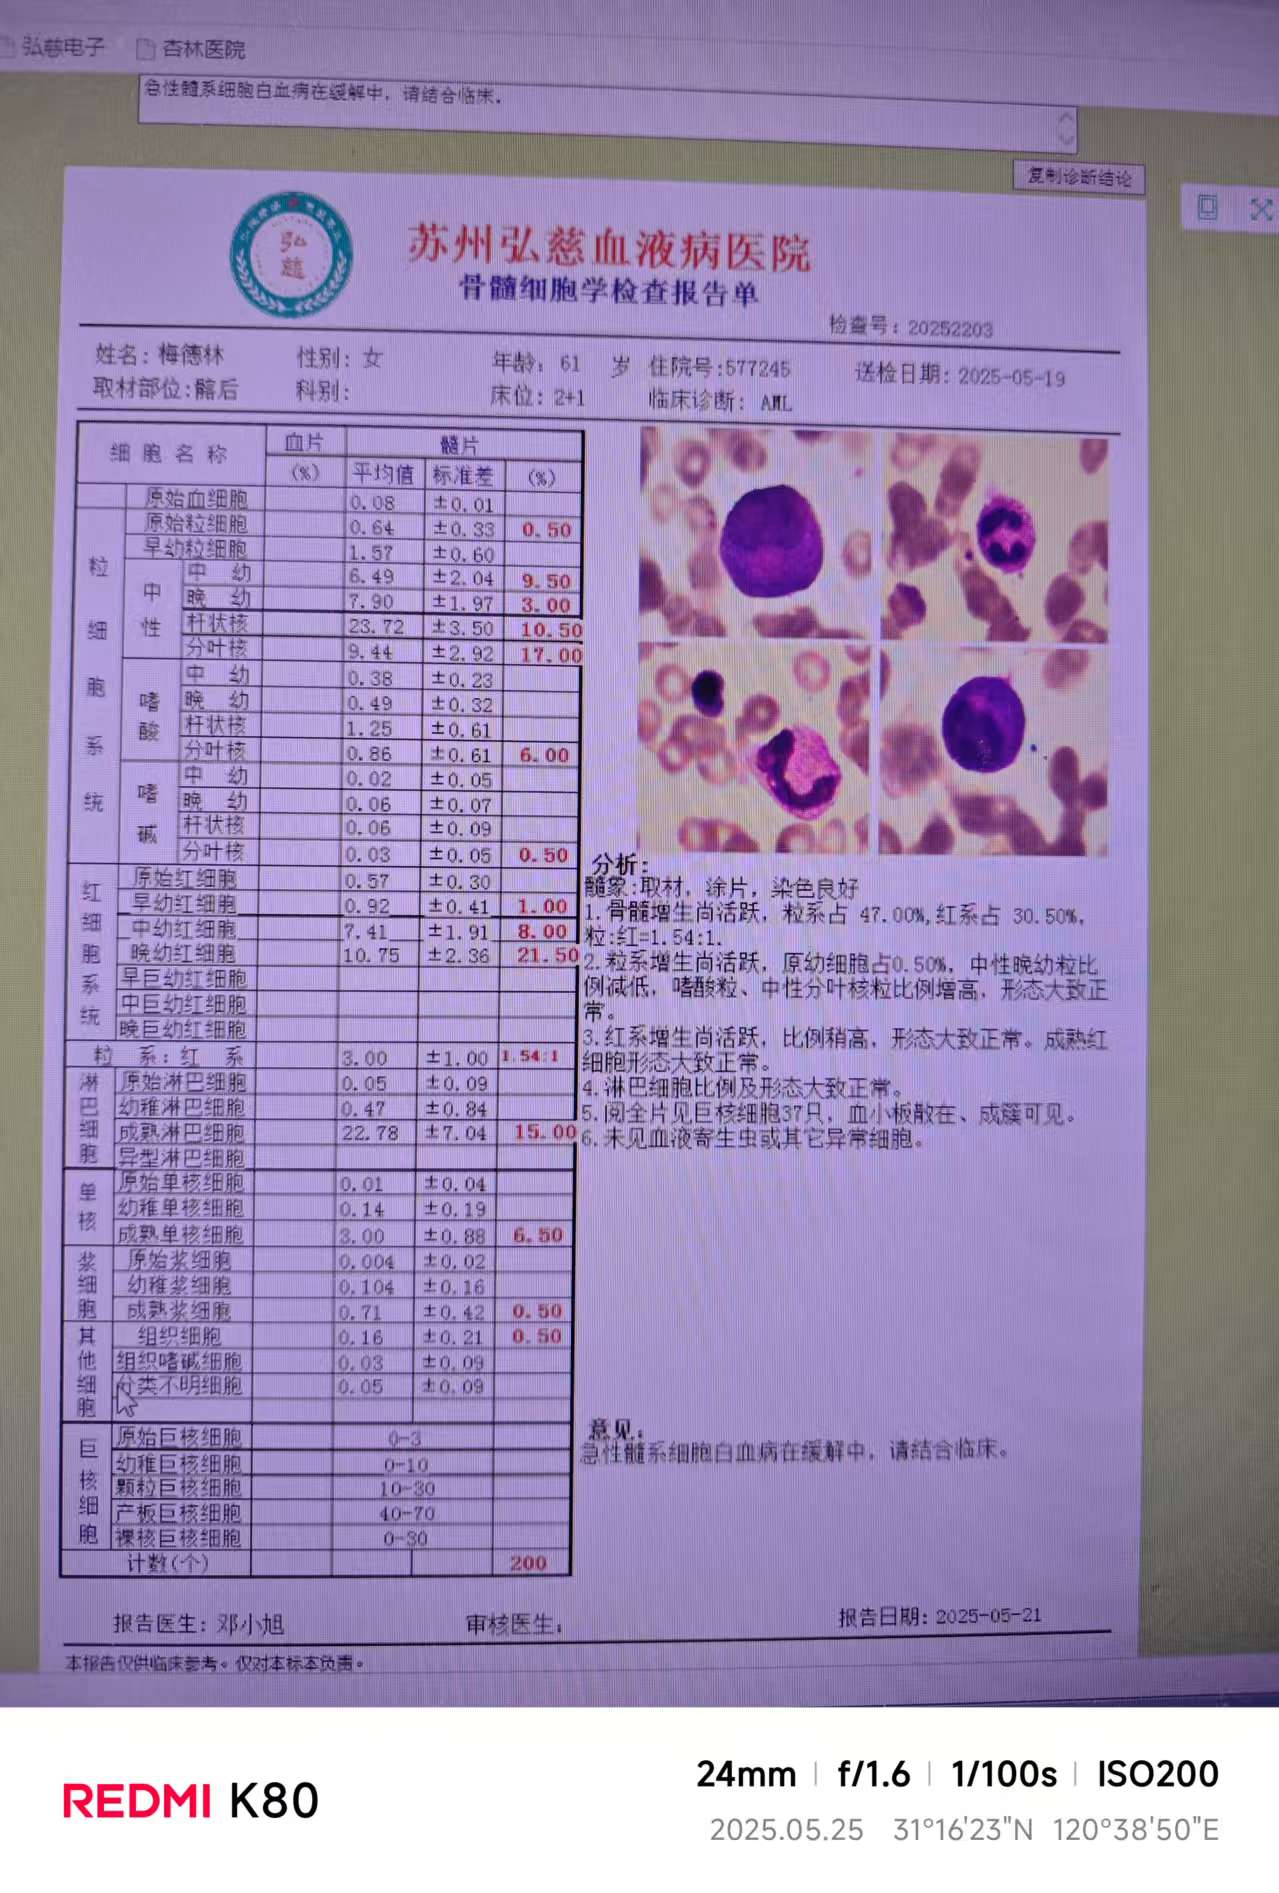 弘慈电子 杏林医院
急性髓系细胞白血病在缓解中，请结合临床。
复制诊断结论
弘慈
苏州弘慈血液病医院
骨髓细胞学检查报告单
检查号：20252203
姓名：梅德林 性别：女 年龄：61 岁 住院号:577245 送检日期：2025-05-19
取材部位:髂后 科别： 床位：2+1 临床诊断：AML
细胞名称 血片 髓片
(%) 平均值 标准差 (%)
粒细胞系统
原始血细胞 0.08 ±0.01
原始粒细胞 0.64 ±0.33 0.50
早幼粒细胞 1.57 ±0.60
中性 中幼 6.49 ±2.04 9.50
晚幼 7.90 ±1.97 3.00
杆状核 23.72 ±3.50 10.50
分叶核 9.44 ±2.92 17.00
嗜酸 中幼 0.38 ±0.23
晚幼 0.49 ±0.32
杆状核 1.25 ±0.61
分叶核 0.86 ±0.61 6.00
嗜碱 中幼 0.02 ±0.05
晚幼 0.06 ±0.07
杆状核 0.06 ±0.09
分叶核 0.03 ±0.05 0.50
红细胞系统
原始红细胞 0.57 ±0.30
早幼红细胞 0.92 ±0.41 1.00
中幼红细胞 7.41 ±1.91 8.00
晚幼红细胞 10.75 ±2.36 21.50
早巨幼红细胞
中巨幼红细胞
晚巨幼红细胞
粒系：红系 3.00 ±1.00 1.54:1
淋巴细胞
原始淋巴细胞 0.05 ±0.09
幼稚淋巴细胞 0.47 ±0.84
成熟淋巴细胞 22.78 ±7.04 15.00
异型淋巴细胞
单核
原始单核细胞 0.01 ±0.04
幼稚单核细胞 0.14 ±0.19
成熟单核细胞 3.00 ±0.88 6.50
浆细胞
原始浆细胞 0.004 ±0.02
幼稚浆细胞 0.104 ±0.16
成熟浆细胞 0.71 ±0.42 0.50
其他细胞
组织细胞 0.16 ±0.21 0.50
组织嗜碱细胞 0.03 ±0.09
分类不明细胞 0.05 ±0.09
巨核细胞
原始巨核细胞 0-3
幼稚巨核细胞 0-10
颗粒巨核细胞 10-30
产板巨核细胞 40-70
裸核巨核细胞 0-30
计数(个) 200
分析：
髓象:取材，涂片，染色良好
1.骨髓增生尚活跃，粒系占 47.00%,红系占 30.50%，
粒:红=1.54:1.
2.粒系增生尚活跃，原幼细胞占0.50%，中性晚幼粒比
例减低，嗜酸粒、中性分叶核粒比例增高，形态大致正
常。
3.红系增生尚活跃，比例稍高，形态大致正常。成熟红
细胞形态大致正常。
4.淋巴细胞比例及形态大致正常。
5.阅全片见巨核细胞37只，血小板散在、成簇可见。
6.未见血液寄生虫或其它异常细胞。
意见：
急性髓系细胞白血病在缓解中，请结合临床。
报告医生：邓小旭 审核医生： 报告日期：2025-05-21
本报告仅供临床参考。仅对本标本负责。
REDMI K80
24mm | f/1.6 | 1/100s | ISO200
2025.05.25 31°16'23"N 120°38'50"E